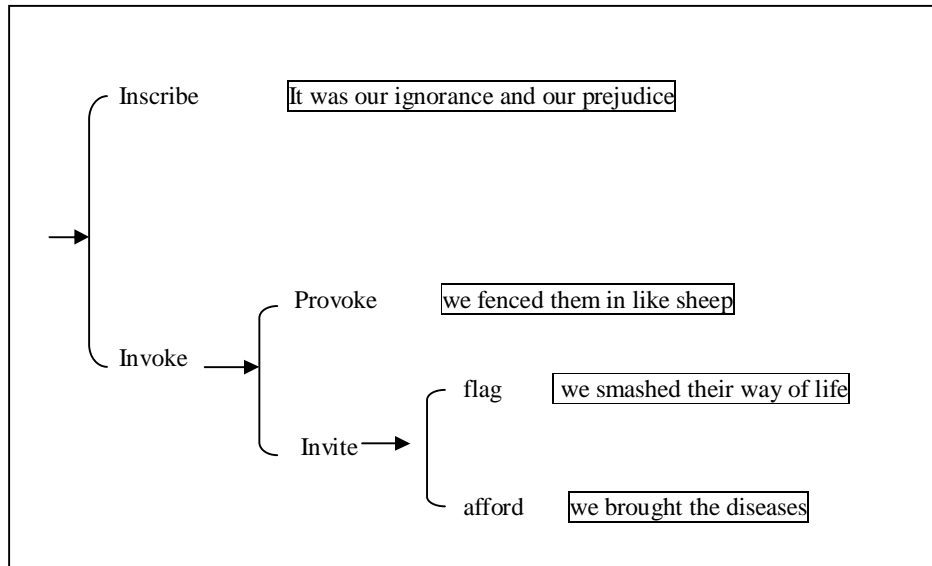 Inscribe It was our ignorance and our prejudice
Provoke we fenced them in like sheep
Invoke
flag we smashed their way of life
Invite
afford we brought the diseases